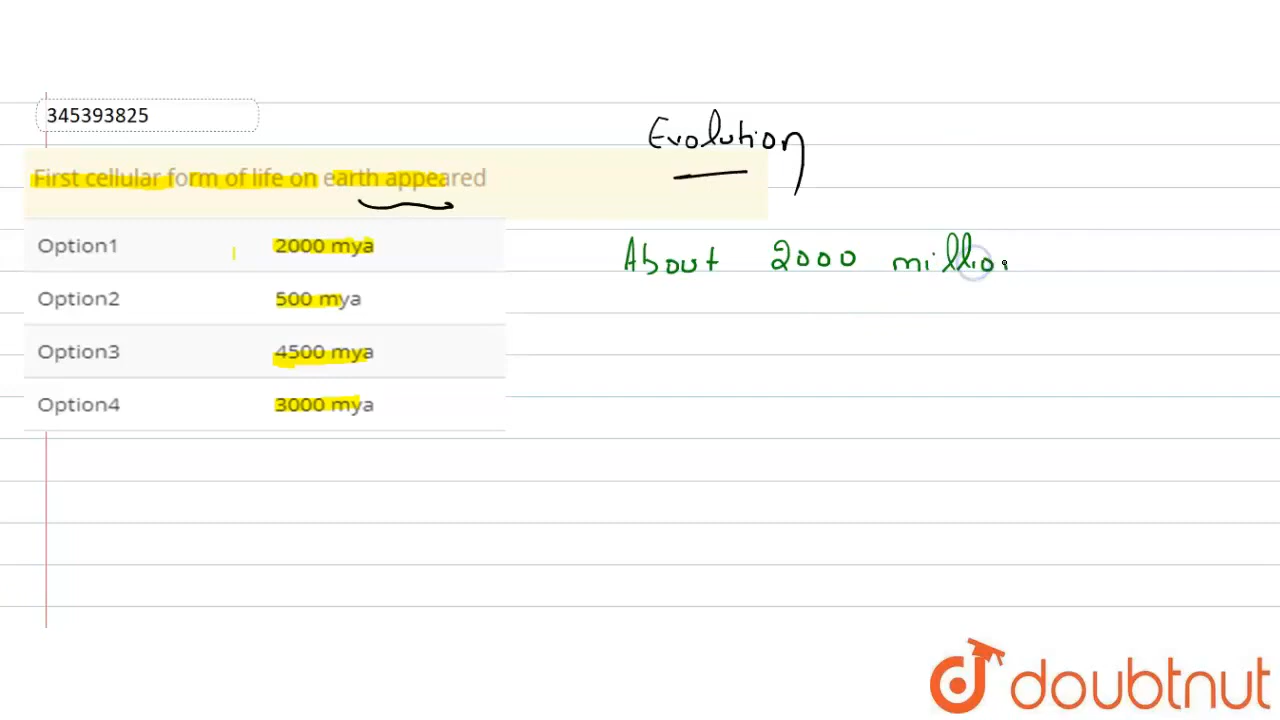 345393825
Evolution
First cellular form of life on earth appeared
Option1 2000 mya
About 2000 million
Option2 500 mya
Option3 4500 mya
Option4 3000 mya
doubtnut